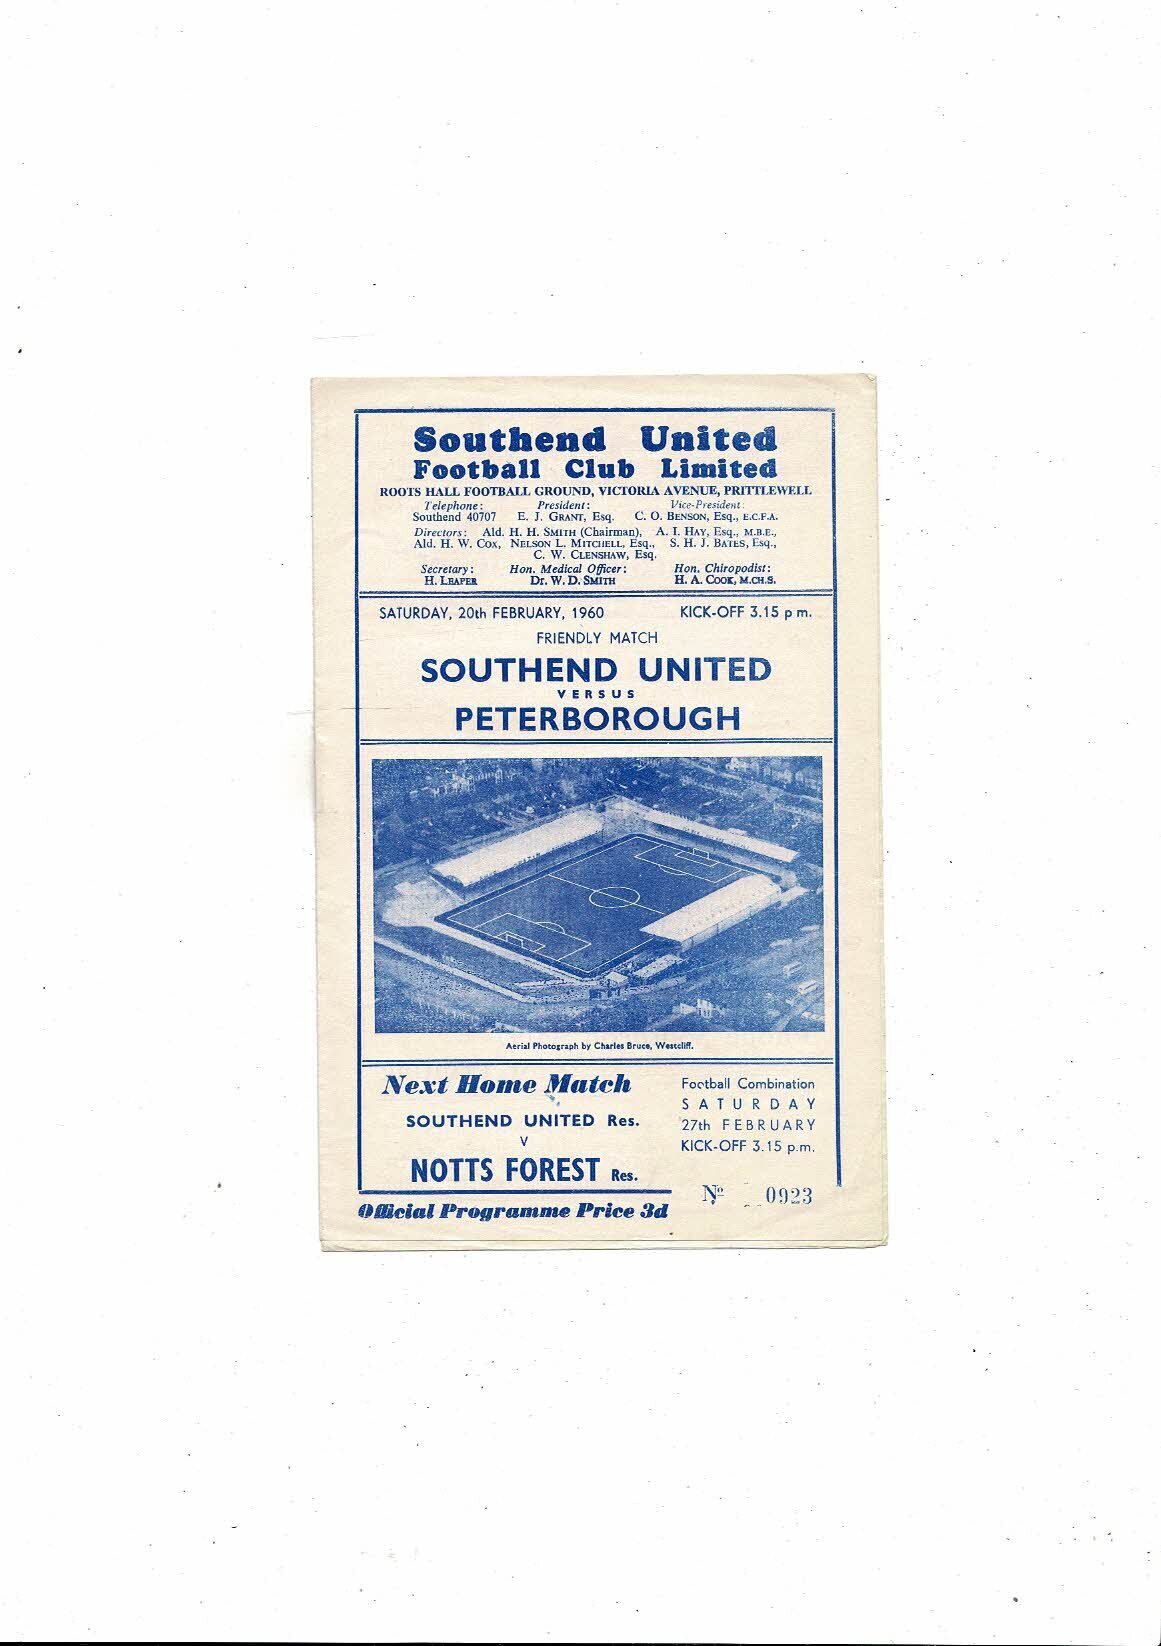 Southend United
Football Club Limited
ROOTS HALL FOOTBALL GROUND, VICTORIA AVENUE, PRITTLEWELL
Telephone: President: Vice-President:
Southend 40707 E. J. GRANT, Esq. C. O. BENSON, Esq., E.C.F.A.
Directors: Ald. H. H. SMITH (Chairman), A. I. HAY, Esq., M.B.E.,
Ald. H. W. COX, NELSON L. MITCHELL, Esq., S. H. J. BATES, Esq.,
C. W. CLENSHAW, Esq.
Secretary: Hon. Medical Officer: Hon. Chiropodist:
H. LEAPER Dr. W. D. SMITH H. A. COOK, M.CH.S.
SATURDAY, 20th FEBRUARY, 1960 KICK-OFF 3.15 p m.
FRIENDLY MATCH
SOUTHEND UNITED
VERSUS
PETERBOROUGH
Aerial Photograph by Charles Bruce, Westcliff.
Next Home Match
SOUTHEND UNITED Res.
V
NOTTS FOREST Res.
Football Combination
SATURDAY
27th FEBRUARY
KICK-OFF 3.15 p.m.
Official Programme Price 3d
No 0923